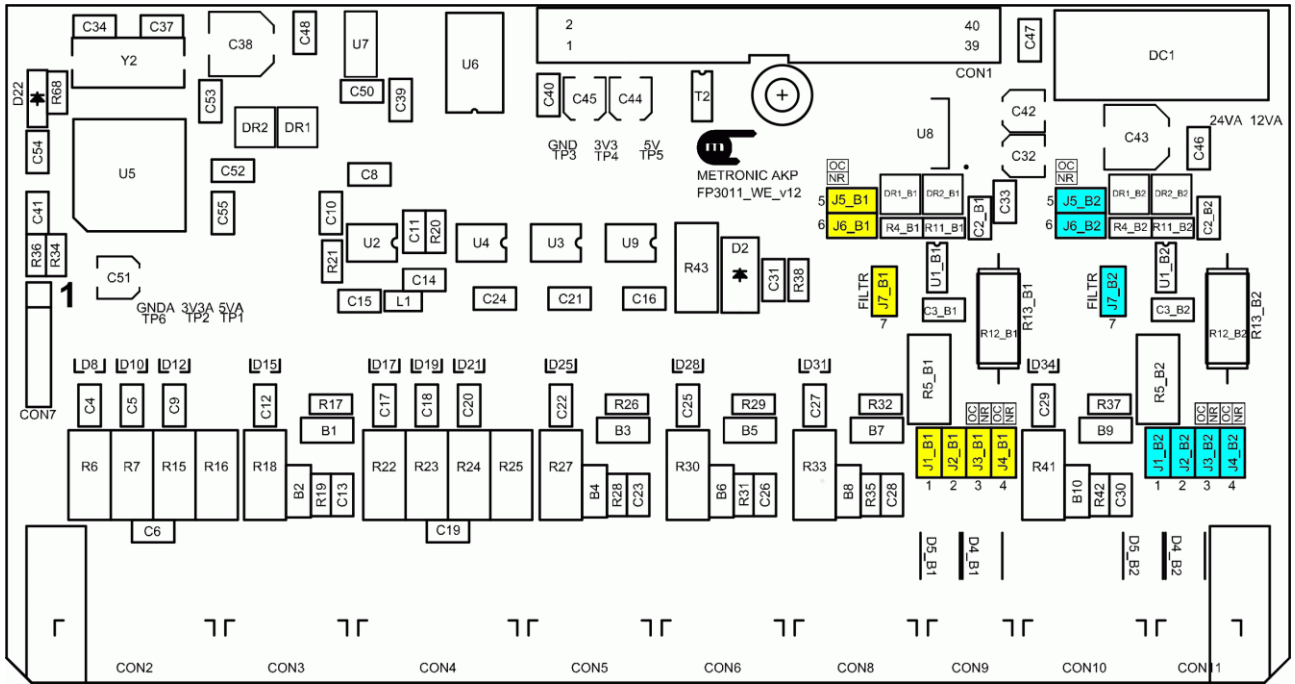 C34 C37 C38 C48 U7 U6 2 40 C47 DC1
Y2 1 39
CON1
D22 R68 C53 C50 C39 C40 C45 C44 T2 C42
DR2 DR1 U8 24VA 12VA
C54 GND 3V3 5V m C32 C43 C46
TP3 TP4 TP5
U5 C52 C8 METRONIC AKP OC OC
NR NR
FP3011_WE_v12
C41 C55 C10 5 J5_B1 DR1_B1 DR2_B1 C33 5 J5_B2 DR1_B2 DR2_B2
C11 R20 6 J6_B1 R4_B1 R11_B1 C2_B1 6 J6_B2 R4_B2 R11_B2 C2_B2
R36 R34 R21 U2 U4 U3 U9 R43 D2
C51 C14 C31 R38 FILTR J7_B1 U1_B1 FILTR J7_B2 U1_B2
1 C15 L1 C24 C21 C16 R13_B1 R13_B2
GNDA 3V3A 5VA C3_B1 C3_B2
TP6 TP2 TP1 7 7
R12_B1 R12_B2
D8 D10 D12 D15 D17 D19 D21 D25 D28 D31 R5_B1 D34 R5_B2
C4 C5 C9 C12 R17 C17 C18 C20 C22 R26 C25 R29 C27 R32 OC NR OC NR C29 R37 OC NR OC NR
CON7
B1 B3 B5 B7 B9
R6 R7 R15 R16 R18 R22 R23 R24 R25 R27 R30 R33 J1_B1 J2_B1 J3_B1 J4_B1 R41 J1_B2 J2_B2 J3_B2 J4_B2
B2 R19 C13 B4 R28 C23 B6 R31 C26 B8 R35 C28 1 2 3 4 B10 R42 C30 1 2 3 4
C6 C19
D5_B1 D4_B1 D5_B2 D4_B2
CON2 CON3 CON4 CON5 CON6 CON8 CON9 CON10 CON11